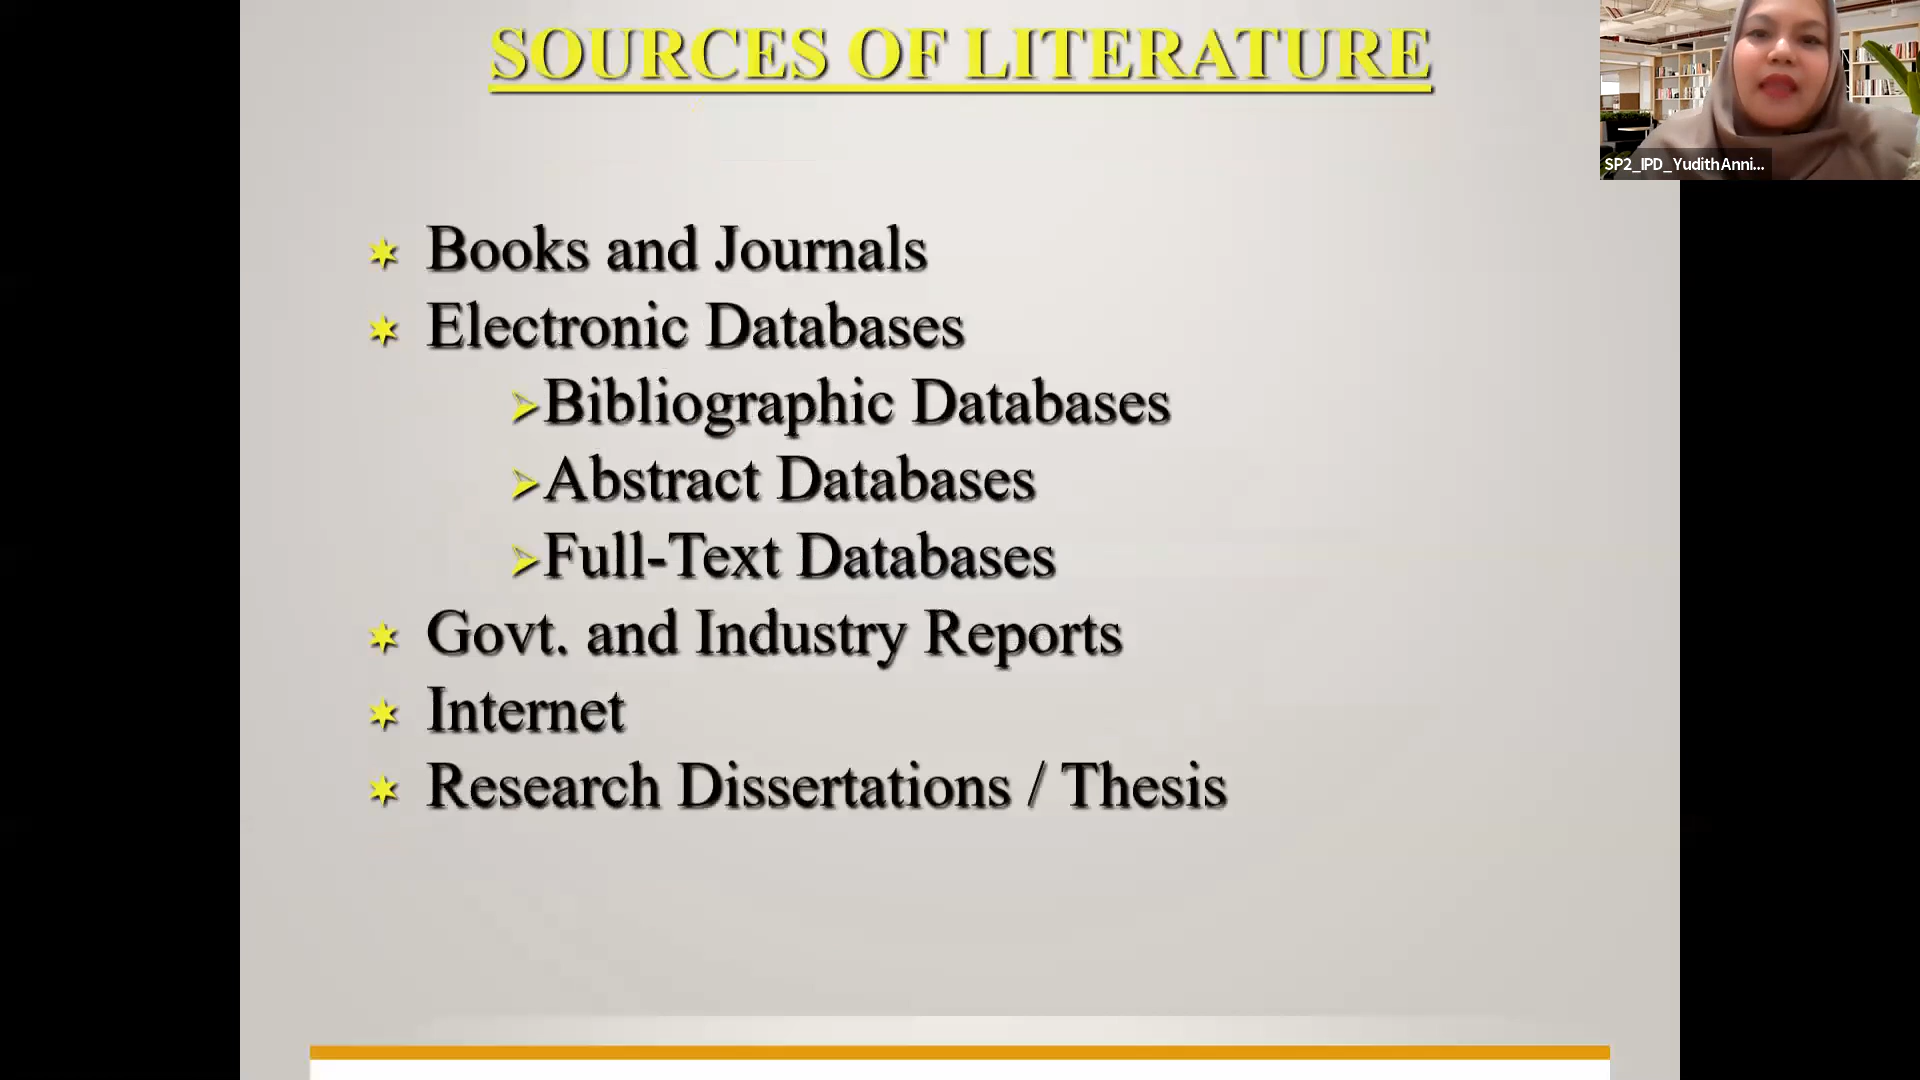 SOURCES OF LITERATURE
SP2_IPD_YudithAnni...
Books and Journals
Electronic Databases
Bibliographic Databases
Abstract Databases
Full-Text Databases
Govt. and Industry Reports
Internet
Research Dissertations / Thesis